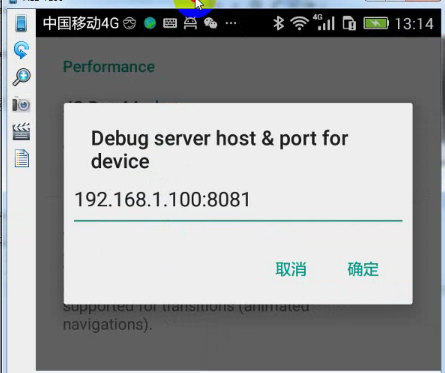 中国移动4G
4G
13:14
Performance
Debug server host & port for
device
192.168.1.100:8081
取消
确定
supported for transitions (animated
navigations).